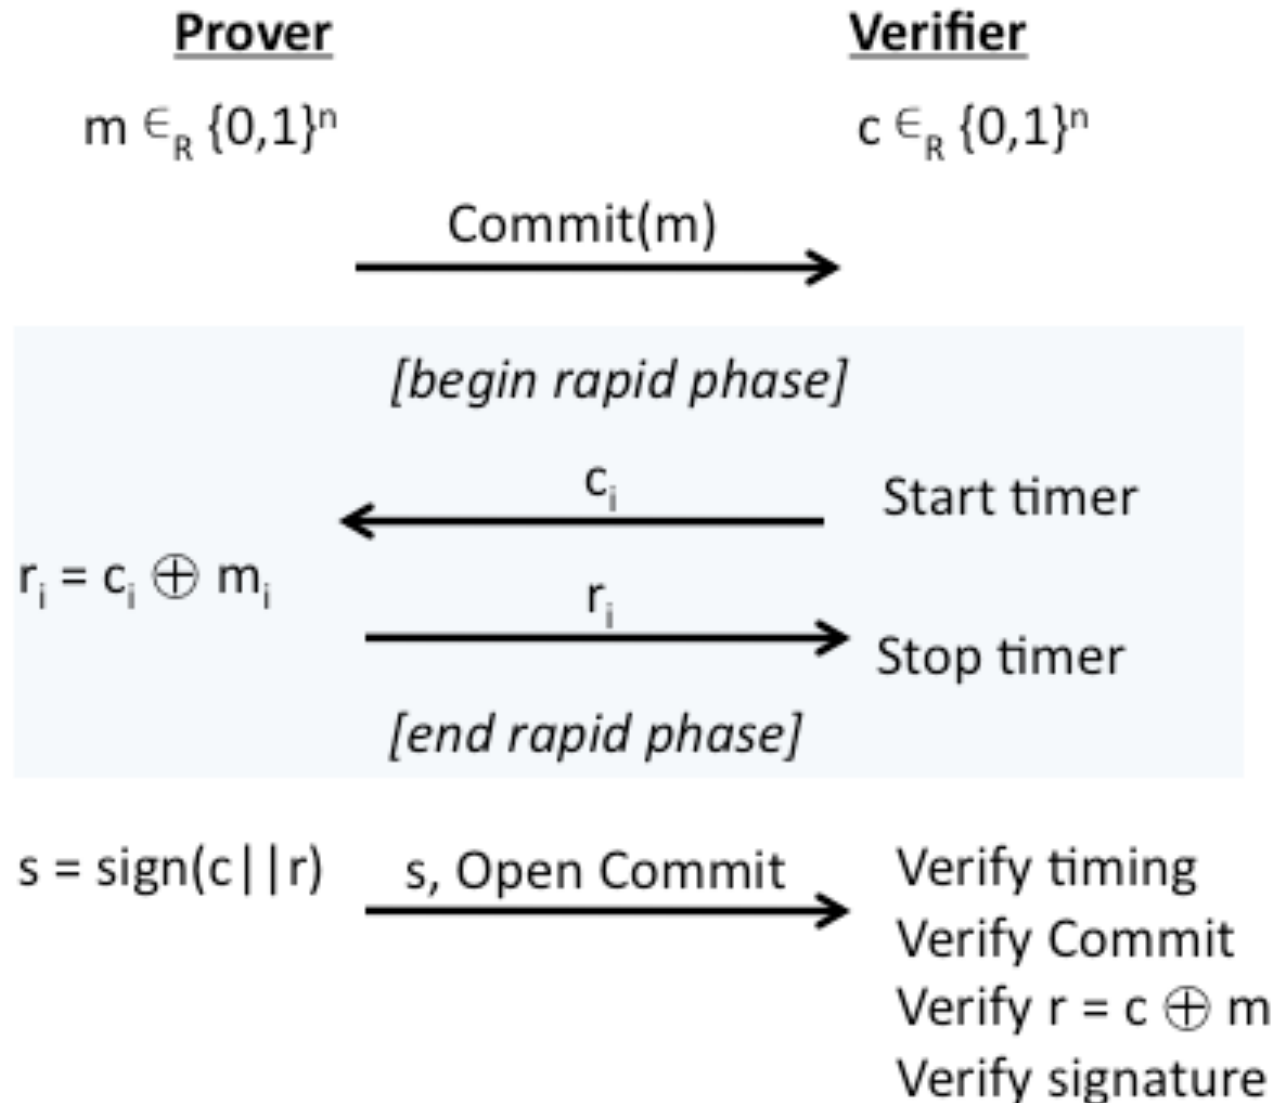 Prover Verifier
m ∈R {0,1}ⁿ c ∈R {0,1}ⁿ
Commit(m)
[begin rapid phase]
cᵢ
Start timer
rᵢ = cᵢ ⊕ mᵢ
rᵢ
Stop timer
[end rapid phase]
s = sign(c||r) s, Open Commit Verify timing
Verify Commit
Verify r = c ⊕ m
Verify signature